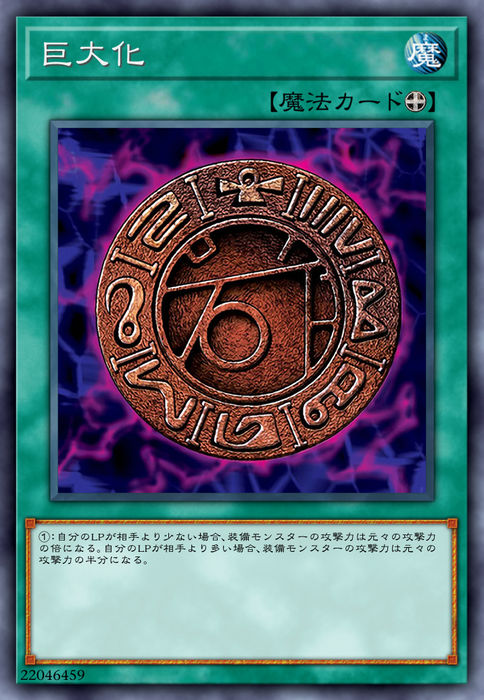 巨大化
魔
【魔法カード】
①:自分のLPが相手より少ない場合、装備モンスターの攻撃力は元々の攻撃力
の倍になる。自分のLPが相手より多い場合、装備モンスターの攻撃力は元々の
攻撃力の半分になる。
22046459